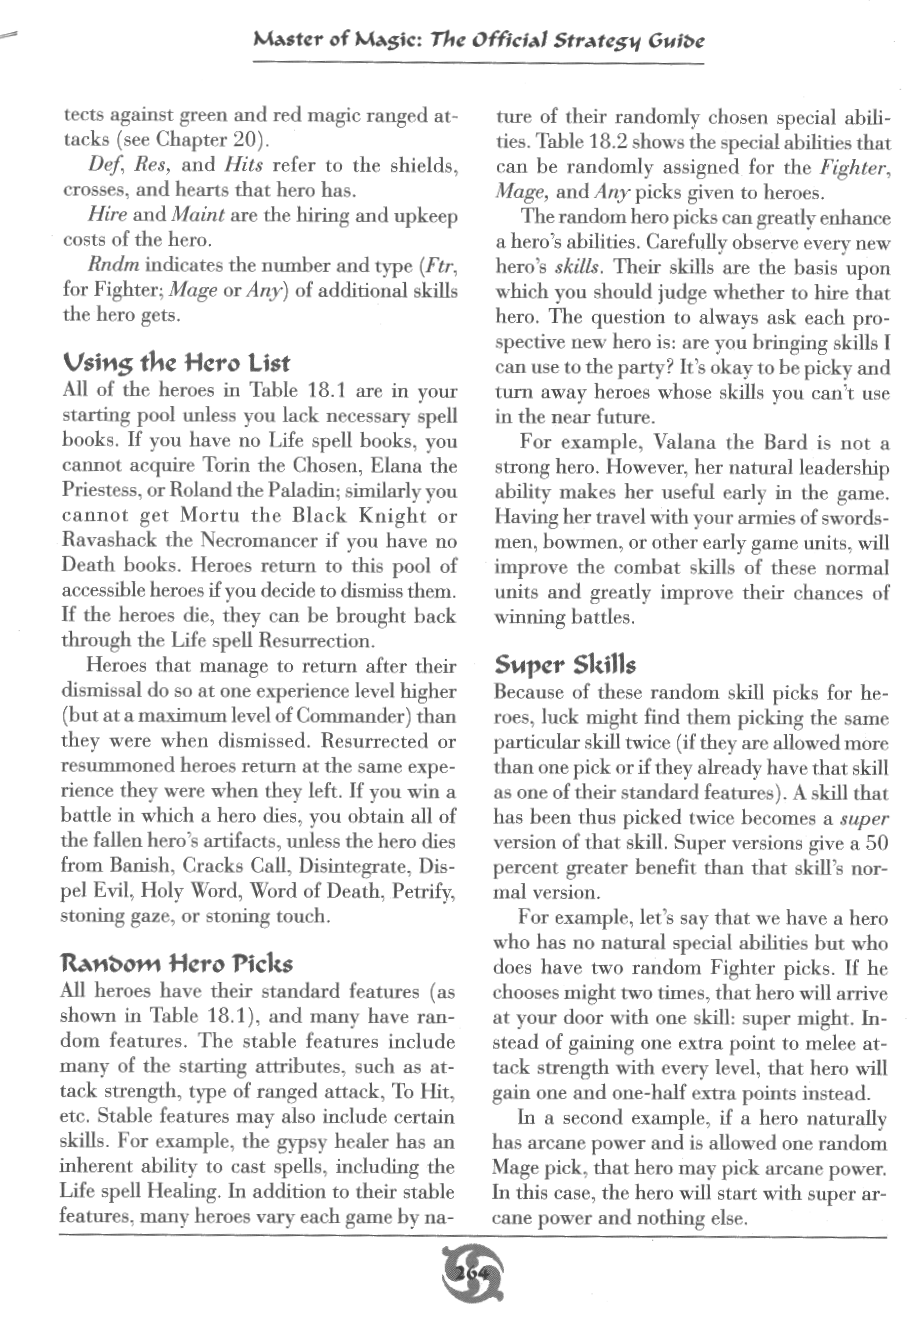 Master of Magic: The Official Strategy Guide
tects against green and red magic ranged at-
tacks (see Chapter 20).
Def, Res, and Hits refer to the shields,
crosses, and hearts that hero has.
Hire and Maint are the hiring and upkeep
costs of the hero.
Rndm indicates the number and type (Ftr,
for Fighter; Mage or Any) of additional skills
the hero gets.
Using the Hero List
All of the heroes in Table 18.1 are in your
starting pool unless you lack necessary spell
books. If you have no Life spell books, you
cannot acquire Torin the Chosen, Elana the
Priestess, or Roland the Paladin; similarly you
cannot get Mortu the Black Knight or
Ravashack the Necromancer if you have no
Death books. Heroes return to this pool of
accessible heroes if you decide to dismiss them.
If the heroes die, they can be brought back
through the Life spell Resurrection.
Heroes that manage to return after their
dismissal do so at one experience level higher
(but at a maximum level of Commander) than
they were when dismissed. Resurrected or
resummoned heroes return at the same expe-
rience they were when they left. If you win a
battle in which a hero dies, you obtain all of
the fallen hero's artifacts, unless the hero dies
from Banish, Cracks Call, Disintegrate, Dis-
pel Evil, Holy Word, Word of Death, Petrify,
stoning gaze, or stoning touch.
Random Hero Picks
All heroes have their standard features (as
shown in Table 18.1), and many have ran-
dom features. The stable features include
many of the starting attributes, such as at-
tack strength, type of ranged attack, To Hit,
etc. Stable features may also include certain
skills. For example, the gypsy healer has an
inherent ability to cast spells, including the
Life spell Healing. In addition to their stable
features, many heroes vary each game by na-
ture of their randomly chosen special abili-
ties. Table 18.2 shows the special abilities that
can be randomly assigned for the Fighter,
Mage, and Any picks given to heroes.
The random hero picks can greatly enhance
a hero's abilities. Carefully observe every new
hero's skills. Their skills are the basis upon
which you should judge whether to hire that
hero. The question to always ask each pro-
spective new hero is: are you bringing skills I
can use to the party? It's okay to be picky and
turn away heroes whose skills you can't use
in the near future.
For example, Valana the Bard is not a
strong hero. However, her natural leadership
ability makes her useful early in the game.
Having her travel with your armies of swords-
men, bowmen, or other early game units, will
improve the combat skills of these normal
units and greatly improve their chances of
winning battles.
Super Skills
Because of these random skill picks for he-
roes, luck might find them picking the same
particular skill twice (if they are allowed more
than one pick or if they already have that skill
as one of their standard features). A skill that
has been thus picked twice becomes a super
version of that skill. Super versions give a 50
percent greater benefit than that skill's nor-
mal version.
For example, let's say that we have a hero
who has no natural special abilities but who
does have two random Fighter picks. If he
chooses might two times, that hero will arrive
at your door with one skill: super might. In-
stead of gaining one extra point to melee at-
tack strength with every level, that hero will
gain one and one-half extra points instead.
In a second example, if a hero naturally
has arcane power and is allowed one random
Mage pick, that hero may pick arcane power.
In this case, the hero will start with super ar-
cane power and nothing else.
264